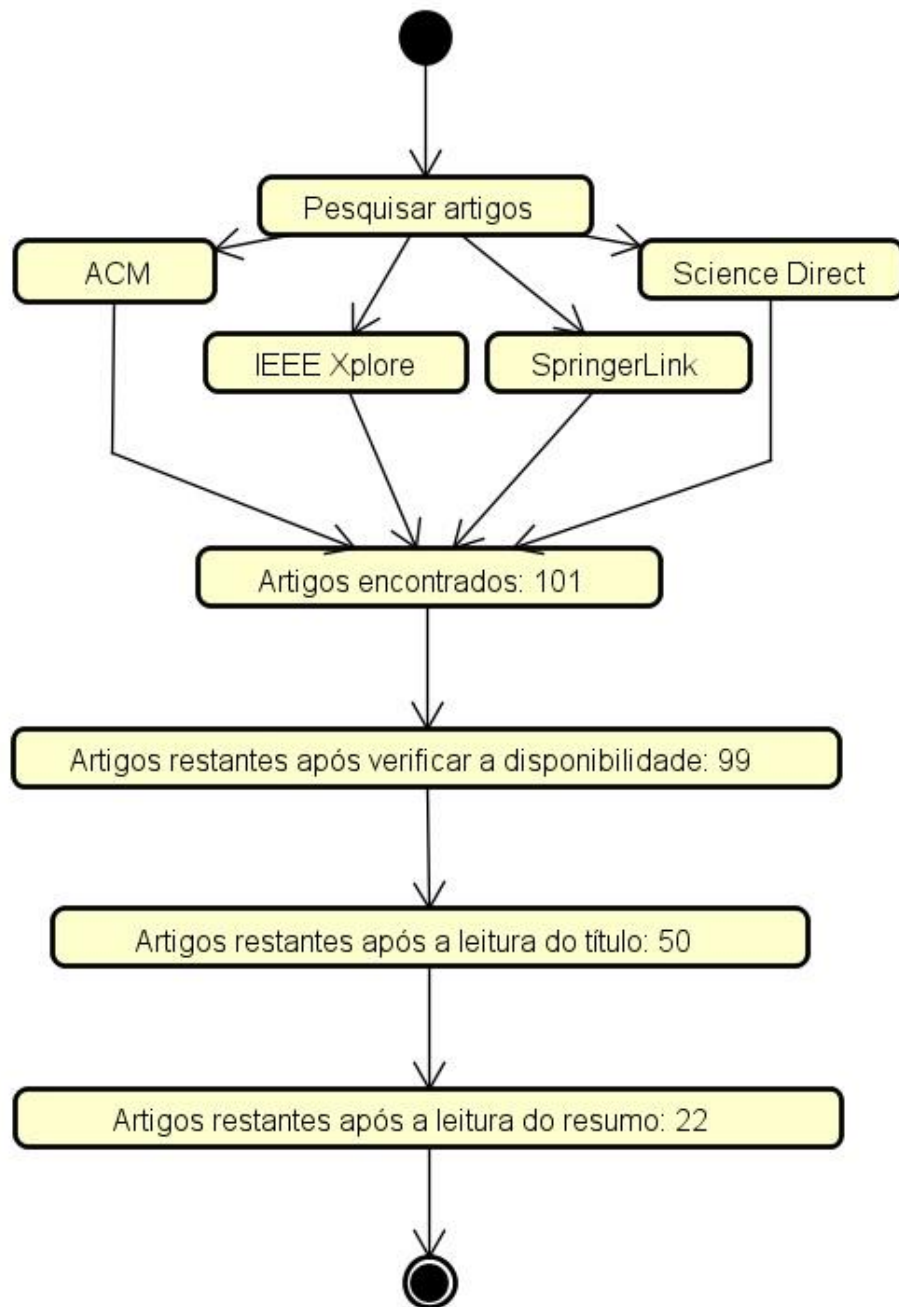 Pesquisar artigos
ACM
Science Direct
IEEE Xplore
SpringerLink
Artigos encontrados: 101
Artigos restantes após verificar a disponibilidade: 99
Artigos restantes após a leitura do título: 50
Artigos restantes após a leitura do resumo: 22